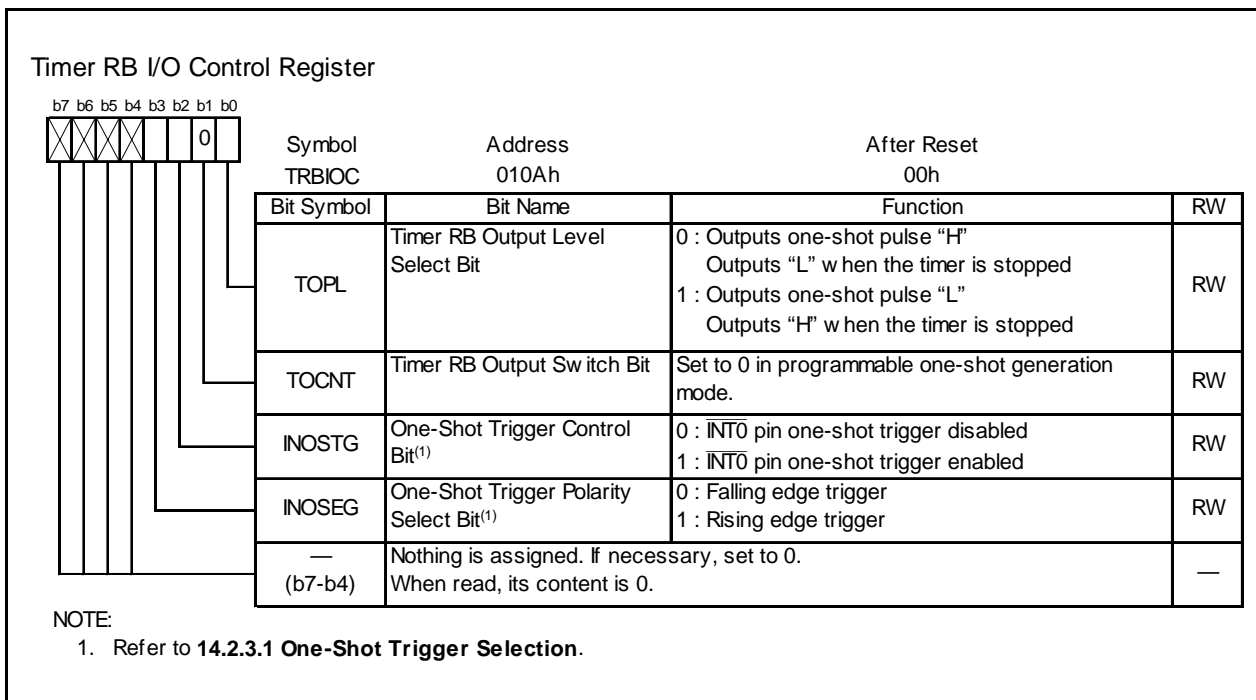 Timer RB I/O Control Register
b7 b6 b5 b4 b3 b2 b1 b0
0
Symbol Address After Reset
TRBIOC 010Ah 00h
Bit Symbol Bit Name Function RW
TOPL
Timer RB Output Level
Select Bit
0 : Outputs one-shot pulse “H”
Outputs “L” when the timer is stopped
1 : Outputs one-shot pulse “L”
Outputs “H” when the timer is stopped
RW
TOCNT
Timer RB Output Switch Bit
Set to 0 in programmable one-shot generation
mode.
RW
INOSTG
One-Shot Trigger Control
Bit(1)
0 : INT0 pin one-shot trigger disabled
1 : INT0 pin one-shot trigger enabled
RW
INOSEG
One-Shot Trigger Polarity
Select Bit(1)
0 : Falling edge trigger
1 : Rising edge trigger
RW
—
(b7-b4)
Nothing is assigned. If necessary, set to 0.
When read, its content is 0.
—
NOTE:
1. Refer to 14.2.3.1 One-Shot Trigger Selection.